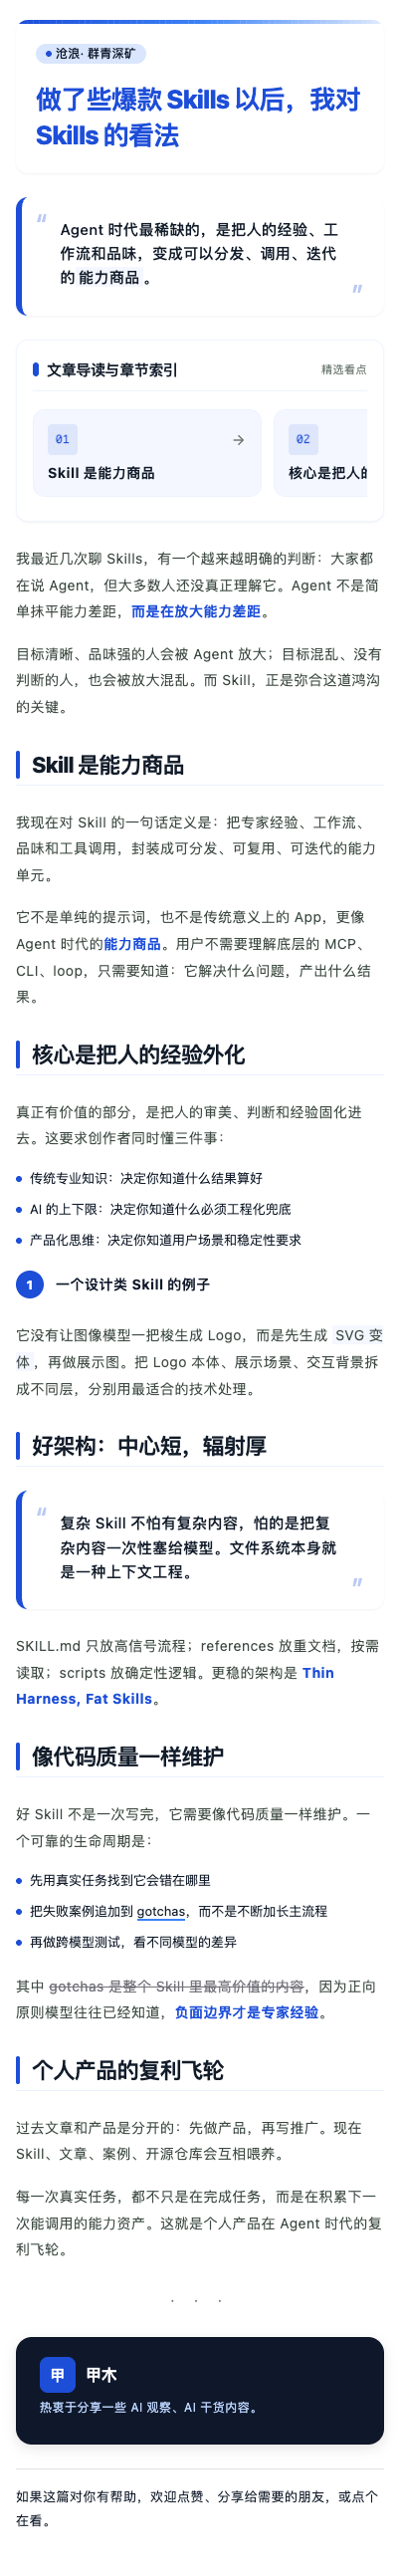 沧浪· 群青深矿
做了些爆款 Skills 以后，我对
Skills 的看法
“
Agent 时代最稀缺的，是把人的经验、工
作流和品味，变成可以分发、调用、迭代
的 能力商品 。
”
文章导读与章节索引 精选看点
01 → 02
Skill 是能力商品 核心是把人的
我最近几次聊 Skills，有一个越来越明确的判断：大家都
在说 Agent，但大多数人还没真正理解它。Agent 不是简
单抹平能力差距，而是在放大能力差距。
目标清晰、品味强的人会被 Agent 放大；目标混乱、没有
判断的人，也会被放大混乱。而 Skill，正是弥合这道鸿沟
的关键。
Skill 是能力商品
我现在对 Skill 的一句话定义是：把专家经验、工作流、
品味和工具调用，封装成可分发、可复用、可迭代的能力
单元。
它不是单纯的提示词，也不是传统意义上的 App，更像
Agent 时代的能力商品。用户不需要理解底层的 MCP、
CLI、loop，只需要知道：它解决什么问题，产出什么结
果。
核心是把人的经验外化
真正有价值的部分，是把人的审美、判断和经验固化进
去。这要求创作者同时懂三件事：
传统专业知识：决定你知道什么结果算好
AI 的上下限：决定你知道什么必须工程化兜底
产品化思维：决定你知道用户场景和稳定性要求
1 一个设计类 Skill 的例子
它没有让图像模型一把梭生成 Logo，而是先生成 SVG 变
体 ，再做展示图。把 Logo 本体、展示场景、交互背景拆
成不同层，分别用最适合的技术处理。
好架构：中心短，辐射厚
“
复杂 Skill 不怕有复杂内容，怕的是把复
杂内容一次性塞给模型。文件系统本身就
是一种上下文工程。
”
SKILL.md 只放高信号流程；references 放重文档，按需
读取；scripts 放确定性逻辑。更稳的架构是 Thin
Harness, Fat Skills。
像代码质量一样维护
好 Skill 不是一次写完，它需要像代码质量一样维护。一
个可靠的生命周期是：
先用真实任务找到它会错在哪里
把失败案例追加到 gotchas，而不是不断加长主流程
再做跨模型测试，看不同模型的差异
其中 gotchas 是整个 Skill 里最高价值的内容，因为正向
原则模型往往已经知道，负面边界才是专家经验。
个人产品的复利飞轮
过去文章和产品是分开的：先做产品，再写推广。现在
Skill、文章、案例、开源仓库会互相喂养。
每一次真实任务，都不只是在完成任务，而是在积累下一
次能调用的能力资产。这就是个人产品在 Agent 时代的复
利飞轮。
· · ·
甲 甲木
热衷于分享一些 AI 观察、AI 干货内容。
如果这篇对你有帮助，欢迎点赞、分享给需要的朋友，或点个
在看。